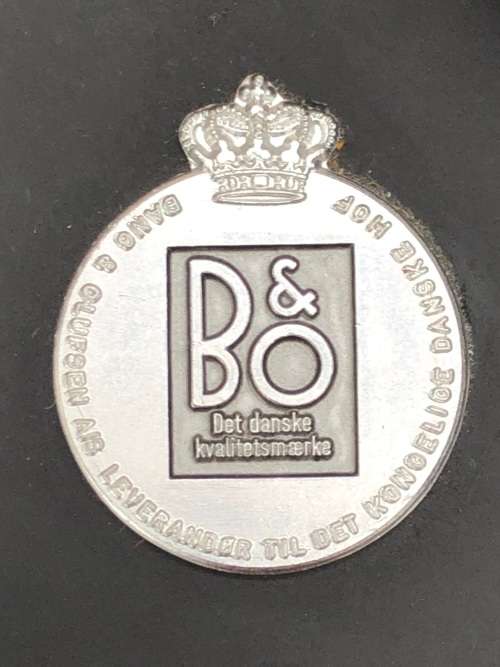 B&O
Det danske
kvalitetsmærke
BANG & OLUFSEN A/S LEVERANDØR TIL DET KONGELIGE DANSKE HOF